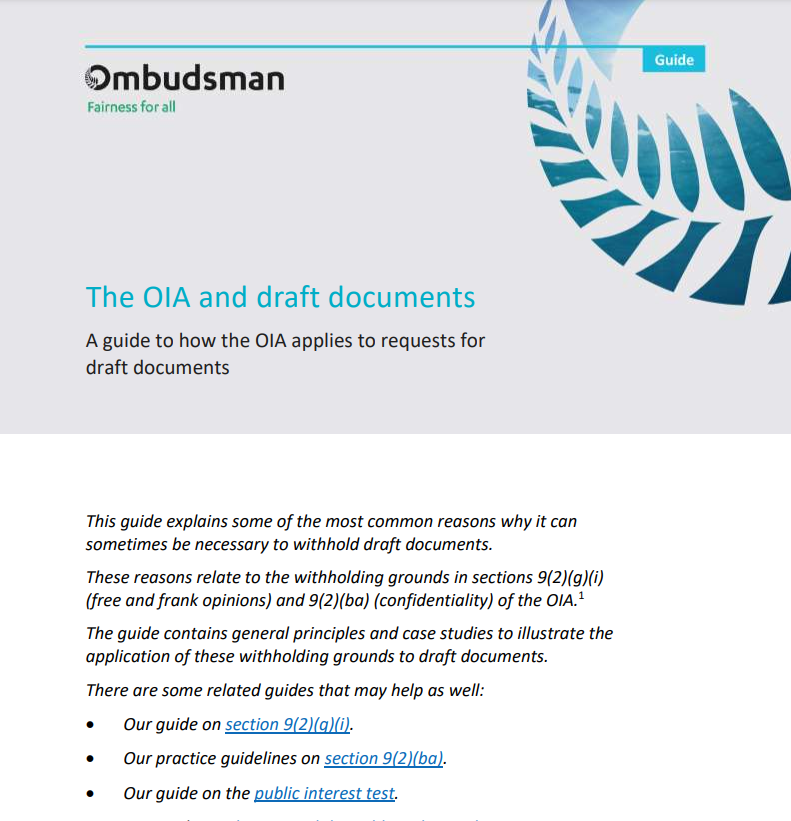 Guide
Ombudsman
Fairness for all
The OIA and draft documents
A guide to how the OIA applies to requests for
draft documents
This guide explains some of the most common reasons why it can
sometimes be necessary to withhold draft documents.
These reasons relate to the withholding grounds in sections 9(2)(g)(i)
(free and frank opinions) and 9(2)(ba) (confidentiality) of the OIA.1
The guide contains general principles and case studies to illustrate the
application of these withholding grounds to draft documents.
There are some related guides that may help as well:
• Our guide on section 9(2)(g)(i).
• Our practice guidelines on section 9(2)(ba).
• Our guide on the public interest test.